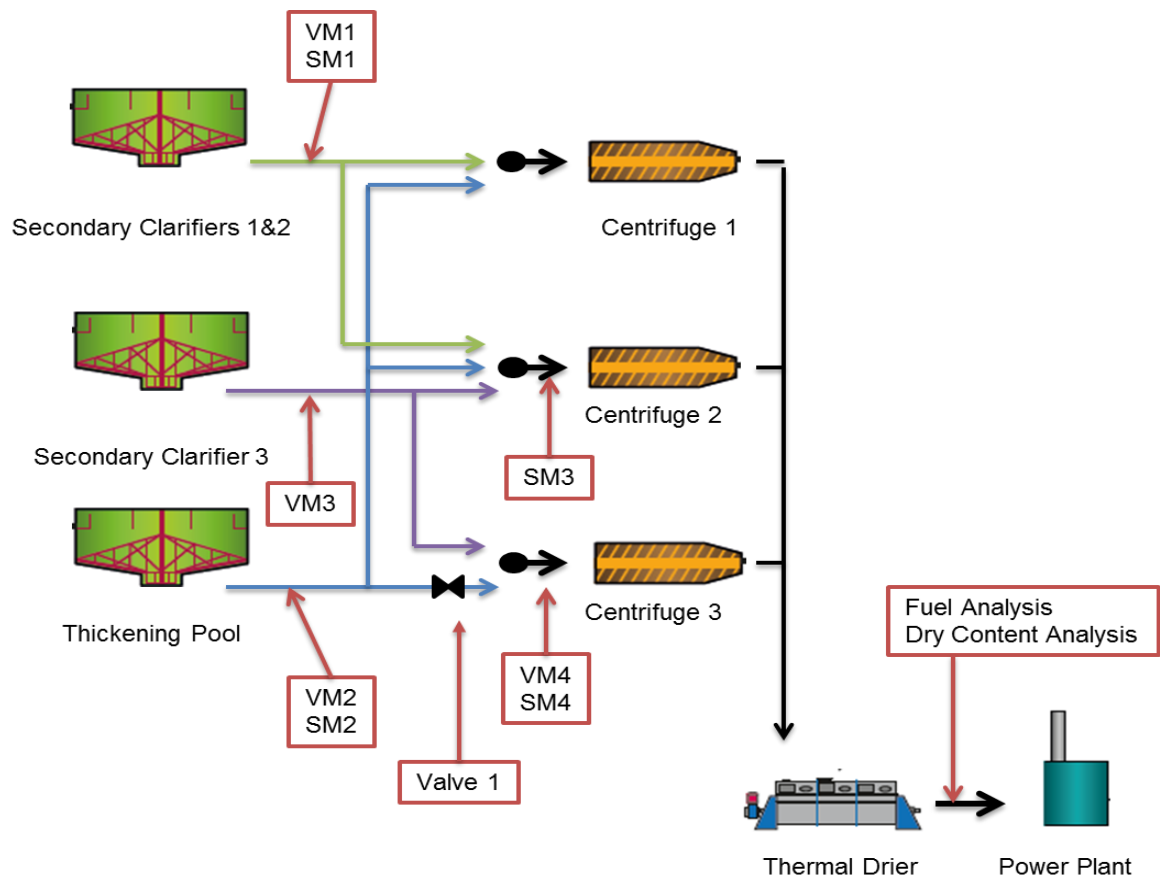 VM1
SM1
Secondary Clarifiers 1&2
Centrifuge 1
Secondary Clarifier 3
Centrifuge 2
VM3
SM3
Thickening Pool
Centrifuge 3
VM2
SM2
VM4
SM4
Valve 1
Fuel Analysis
Dry Content Analysis
Thermal Drier
Power Plant